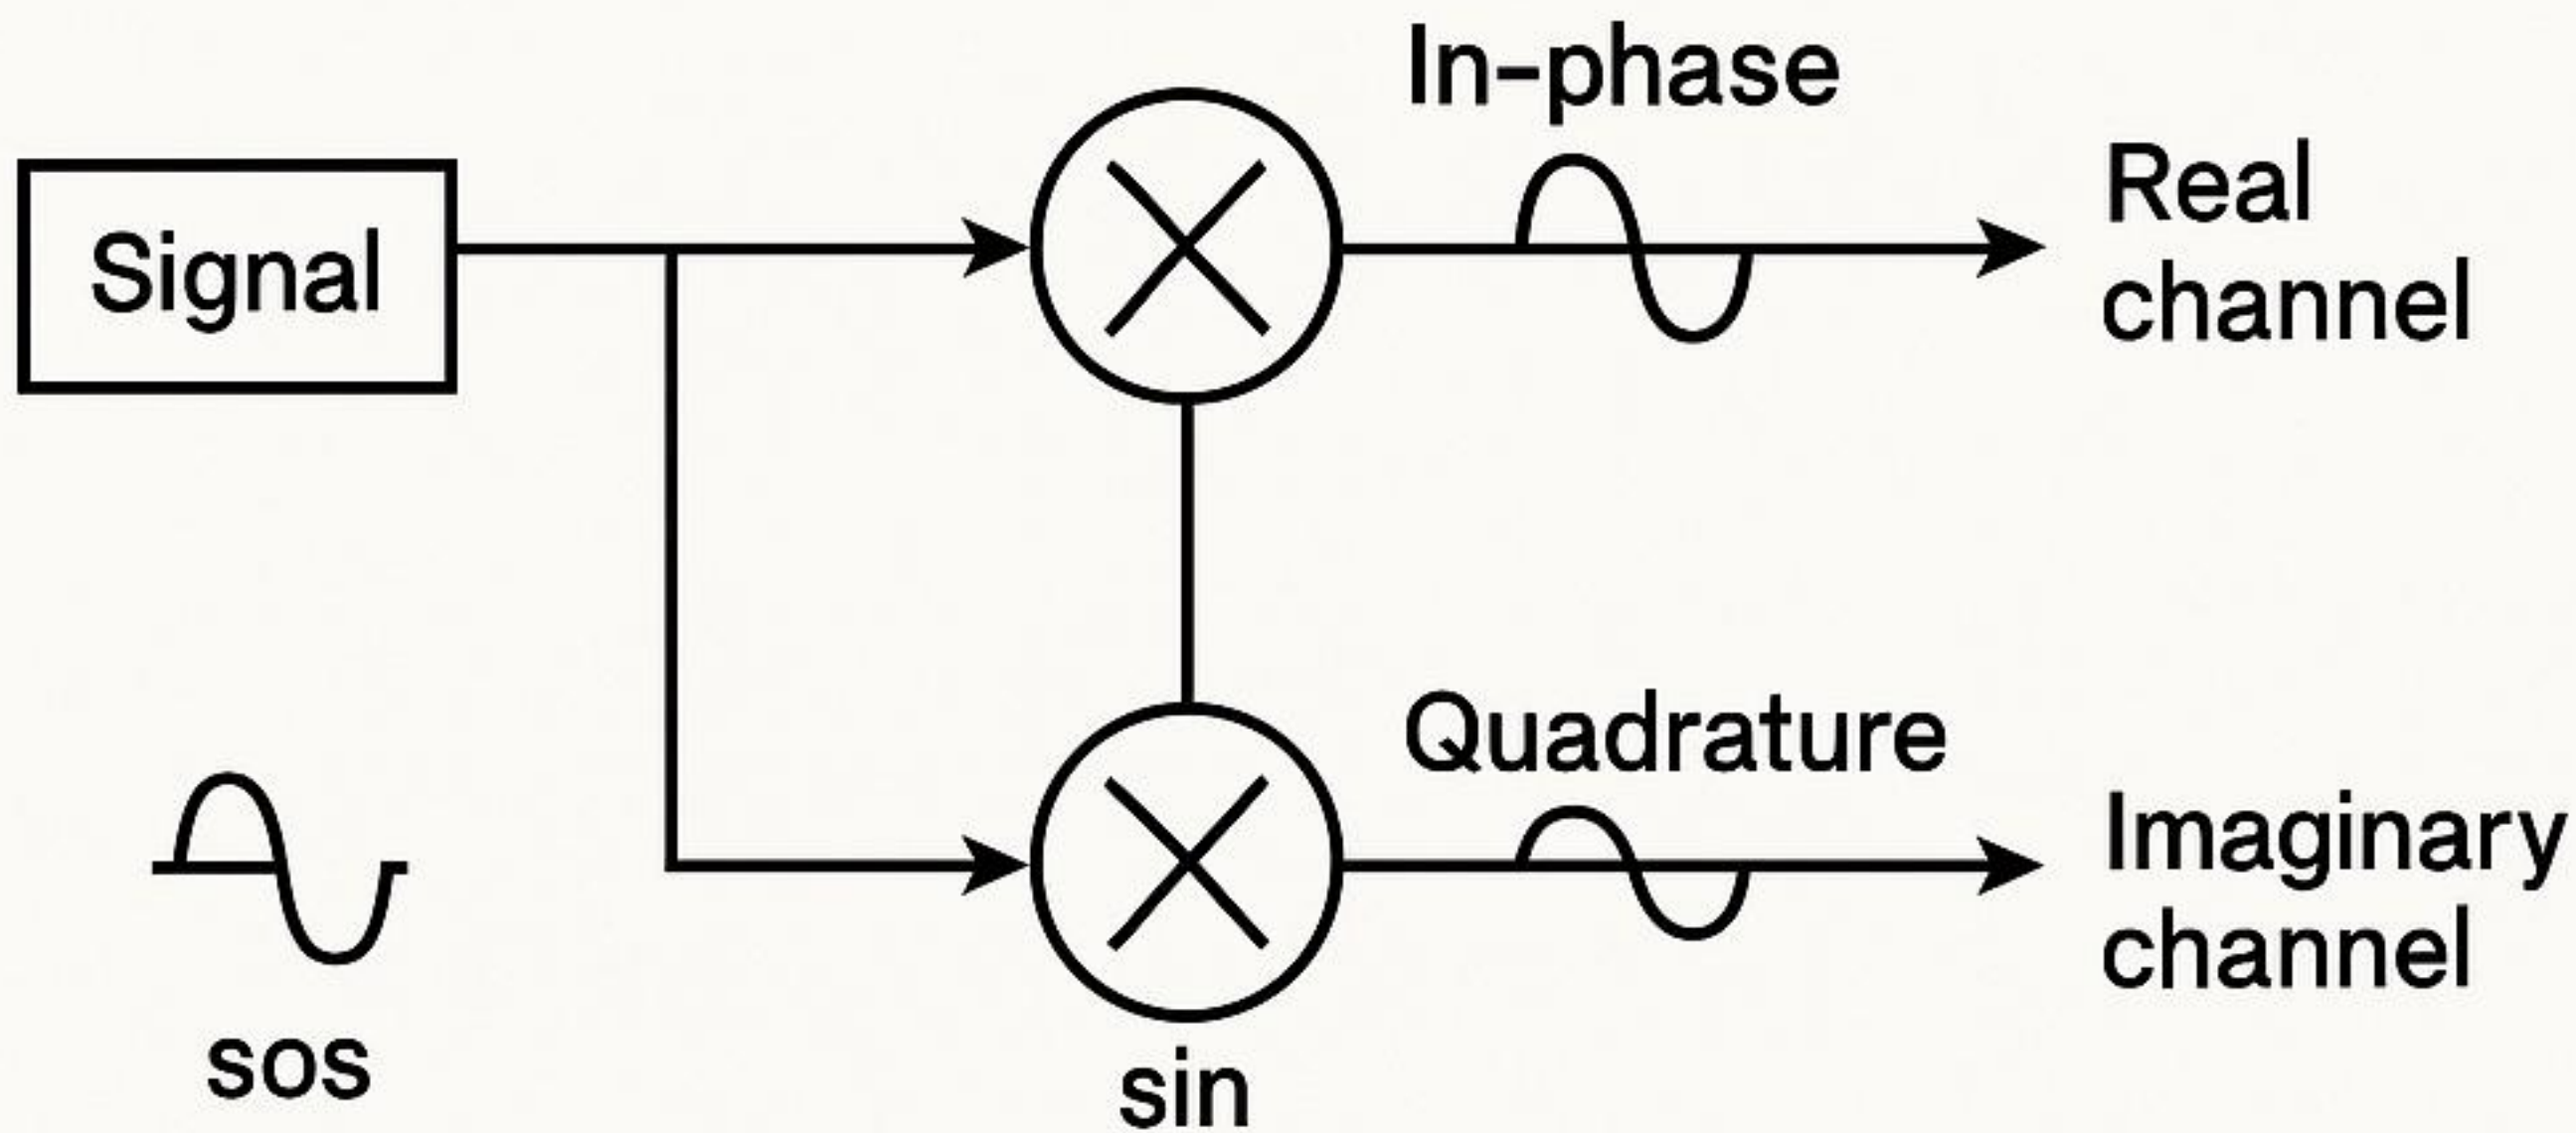 In-phase
Signal
Real
channel
Quadrature
Imaginary
channel
sos
sin